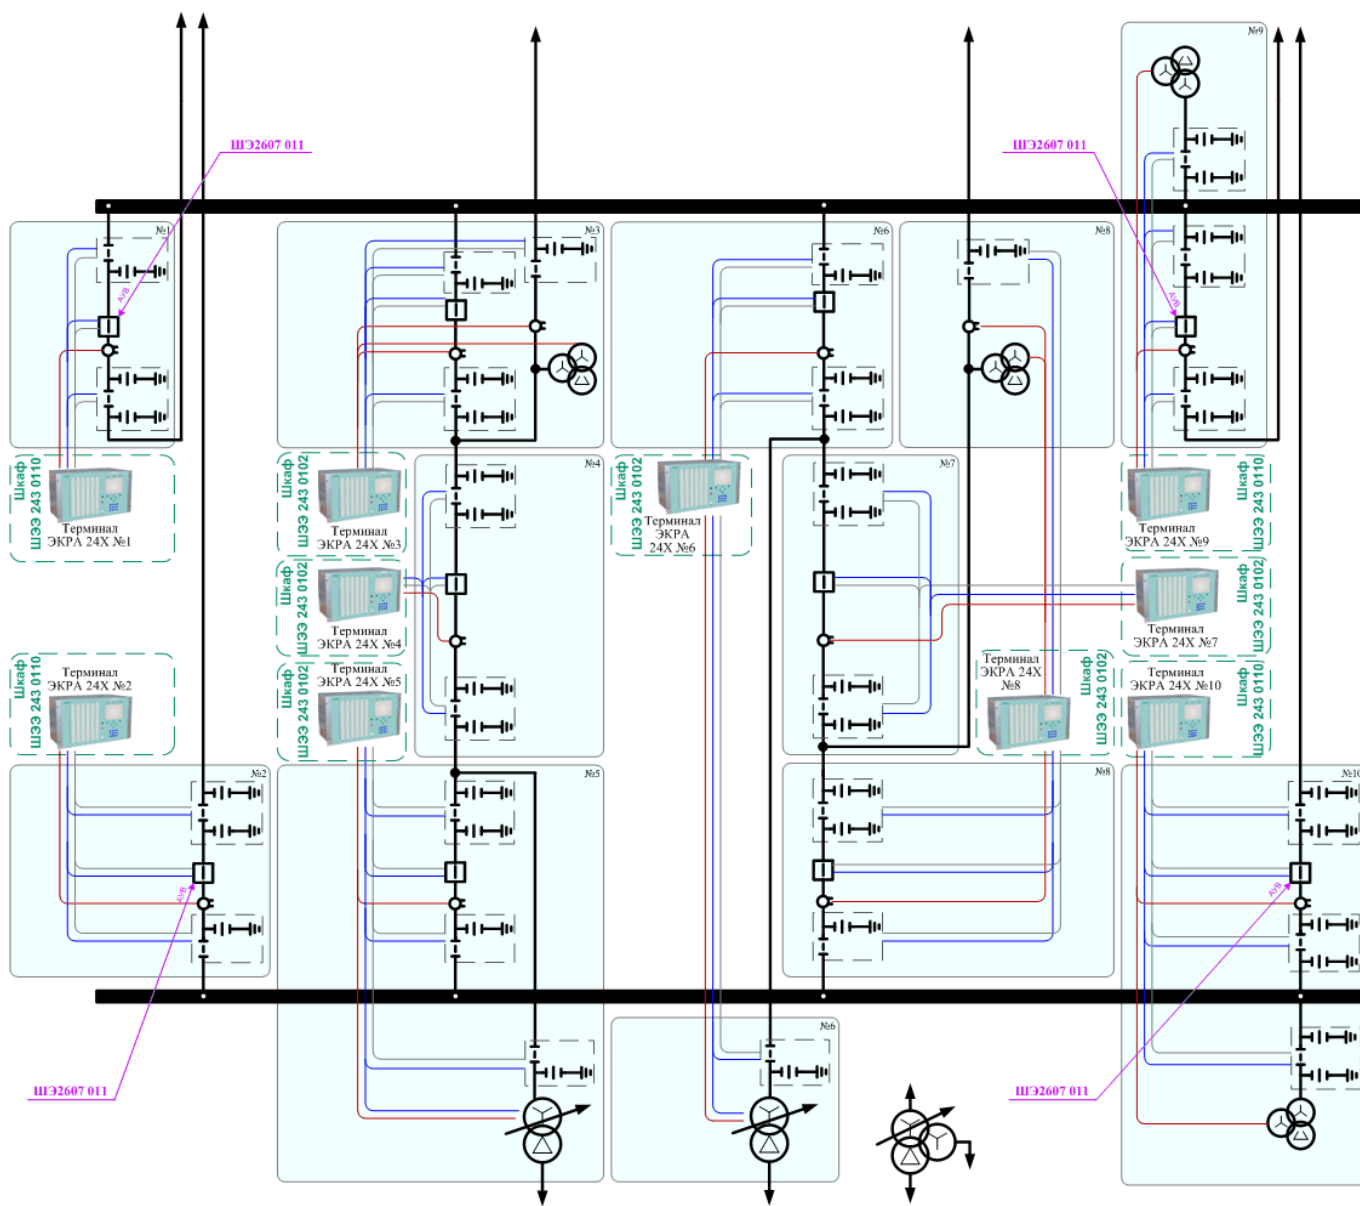 №9
ШЭ2607 011
ШЭ2607 011
№1
№3
№6
№8
АУВ
АУВ
Шкаф
ШЭЭ 243 0110
Терминал
ЭКРА 24Х №1
Шкаф
ШЭЭ 243 0102
Терминал
ЭКРА 24Х №3
№4
Шкаф
ШЭЭ 243 0102
Терминал
ЭКРА
24Х №6
№7
Терминал
ЭКРА 24Х №9
Шкаф
ШЭЭ 243 0110
Шкаф
ШЭЭ 243 0102
Терминал
ЭКРА 24Х №4
Терминал
ЭКРА 24Х №7
Шкаф
ШЭЭ 243 0102
Шкаф
ШЭЭ 243 0110
Терминал
ЭКРА 24Х №2
Шкаф
ШЭЭ 243 0102
Терминал
ЭКРА 24Х №5
Терминал
ЭКРА 24Х
№8
Шкаф
ШЭЭ 243 0102
Терминал
ЭКРА 24Х №10
Шкаф
ШЭЭ 243 0110
№2
№5
№8
№10
АУВ
АУВ
№6
ШЭ2607 011
ШЭ2607 011